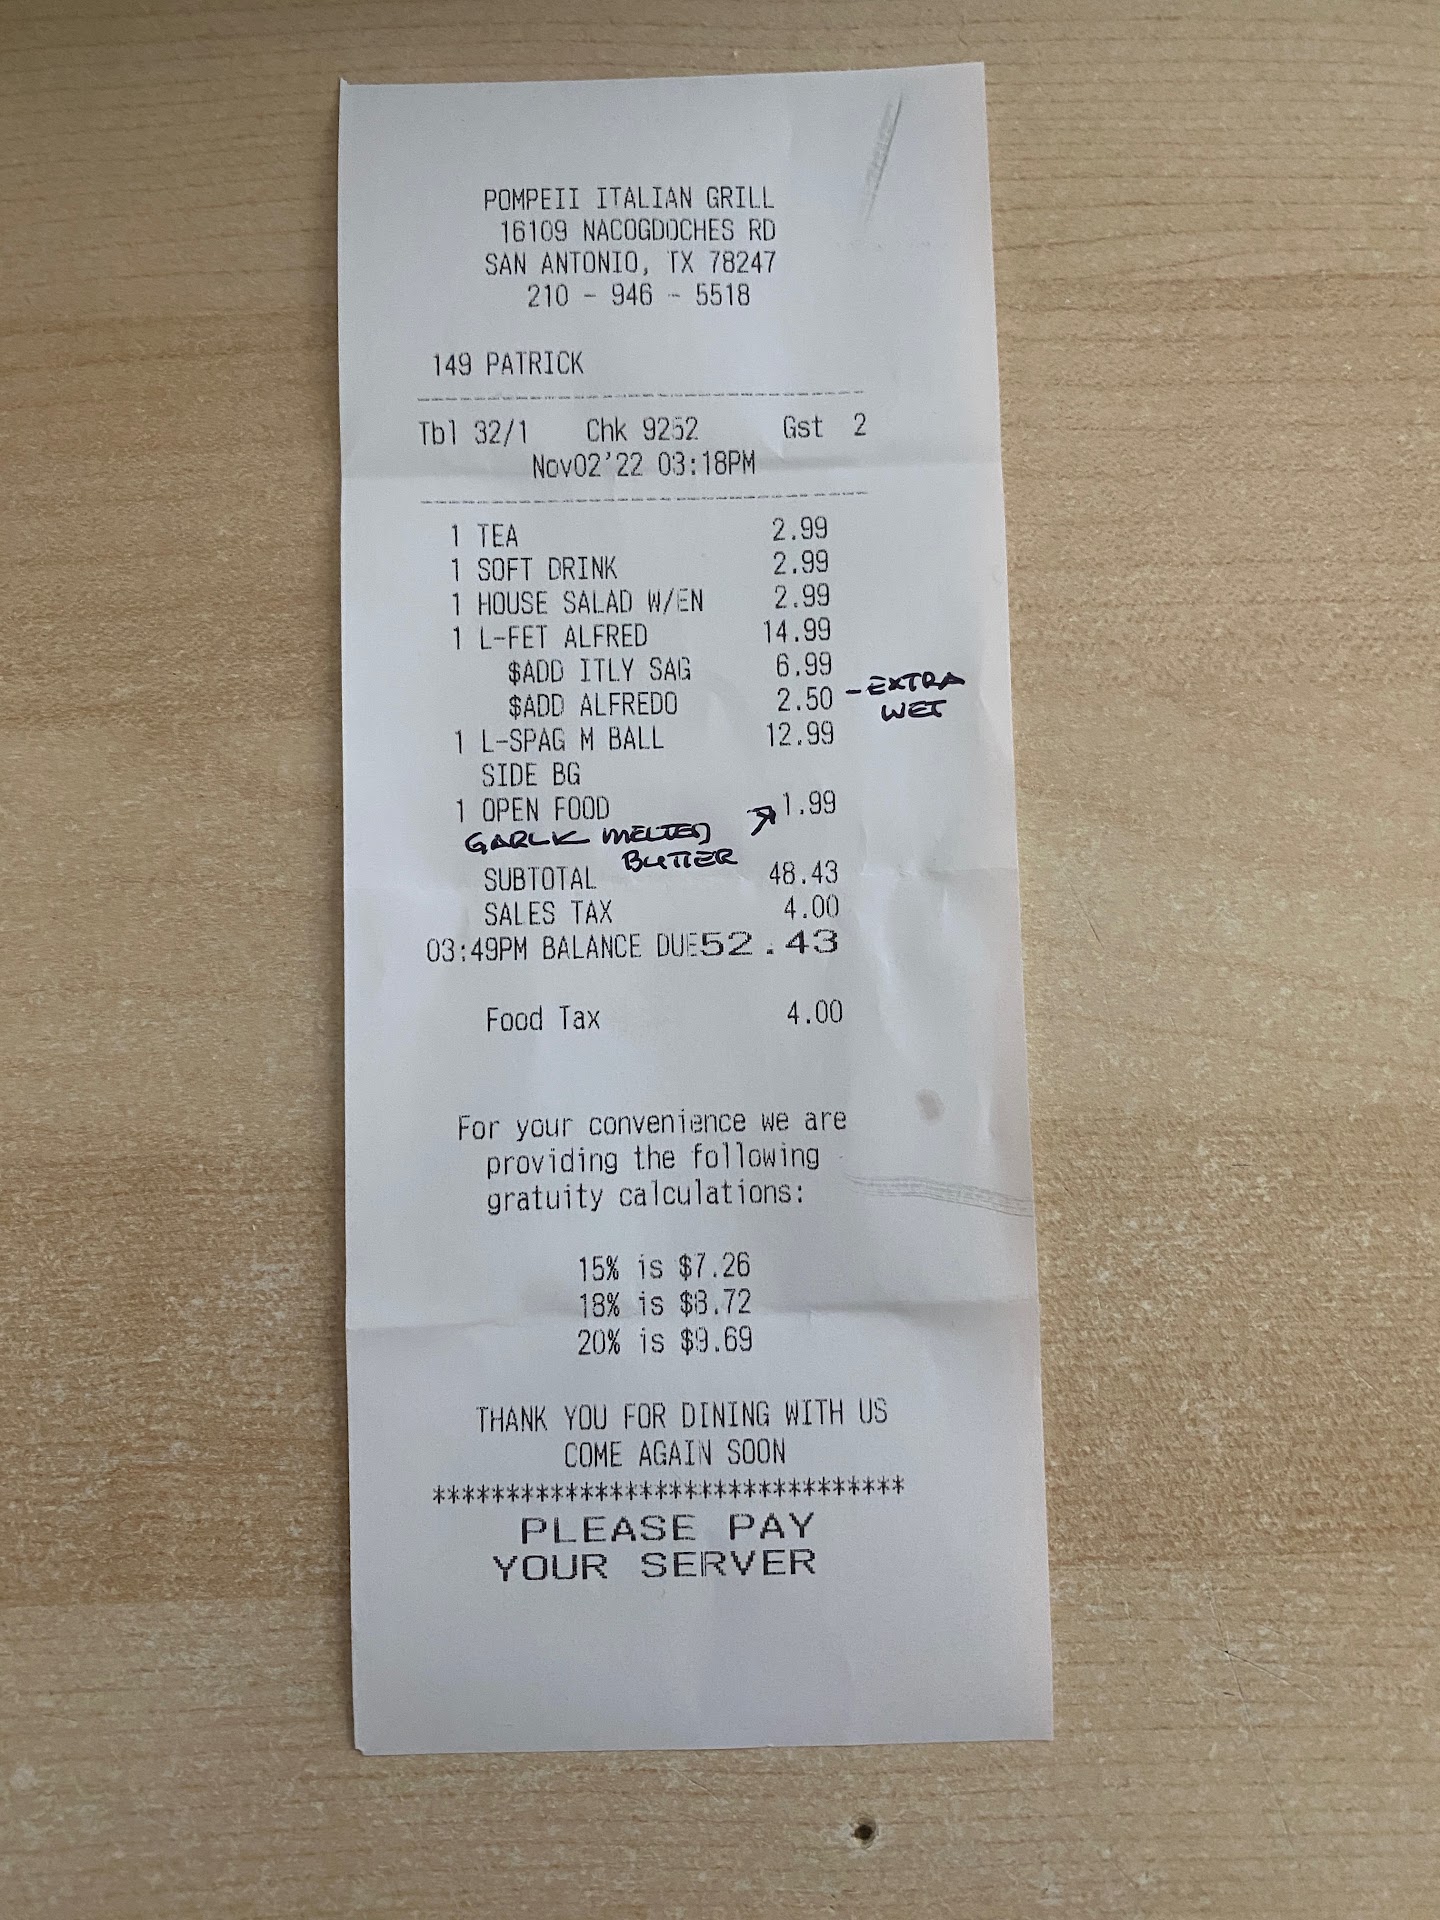 POMPEII ITALIAN GRILL
16109 NACOGDOCHES RD
SAN ANTONIO, TX 78247
210 - 946 - 5518
149 PATRICK
Tbl 32/1 Chk 9252 Gst 2
Nov02'22 03:18PM
1 TEA 2.99
1 SOFT DRINK 2.99
1 HOUSE SALAD W/EN 2.99
1 L-FET ALFRED 14.99
$ADD ITLY SAG 6.99
$ADD ALFREDO 2.50 - EXTRA
WET
1 L-SPAG M BALL 12.99
SIDE BG
1 OPEN FOOD 1.99
GARLIC MELTED
BUTTER
SUBTOTAL 48.43
SALES TAX 4.00
03:49PM BALANCE DUE 52.43
Food Tax 4.00
For your convenience we are
providing the following
gratuity calculations:
15% is $7.26
18% is $8.72
20% is $9.69
THANK YOU FOR DINING WITH US
COME AGAIN SOON
*********************************
PLEASE PAY
YOUR SERVER